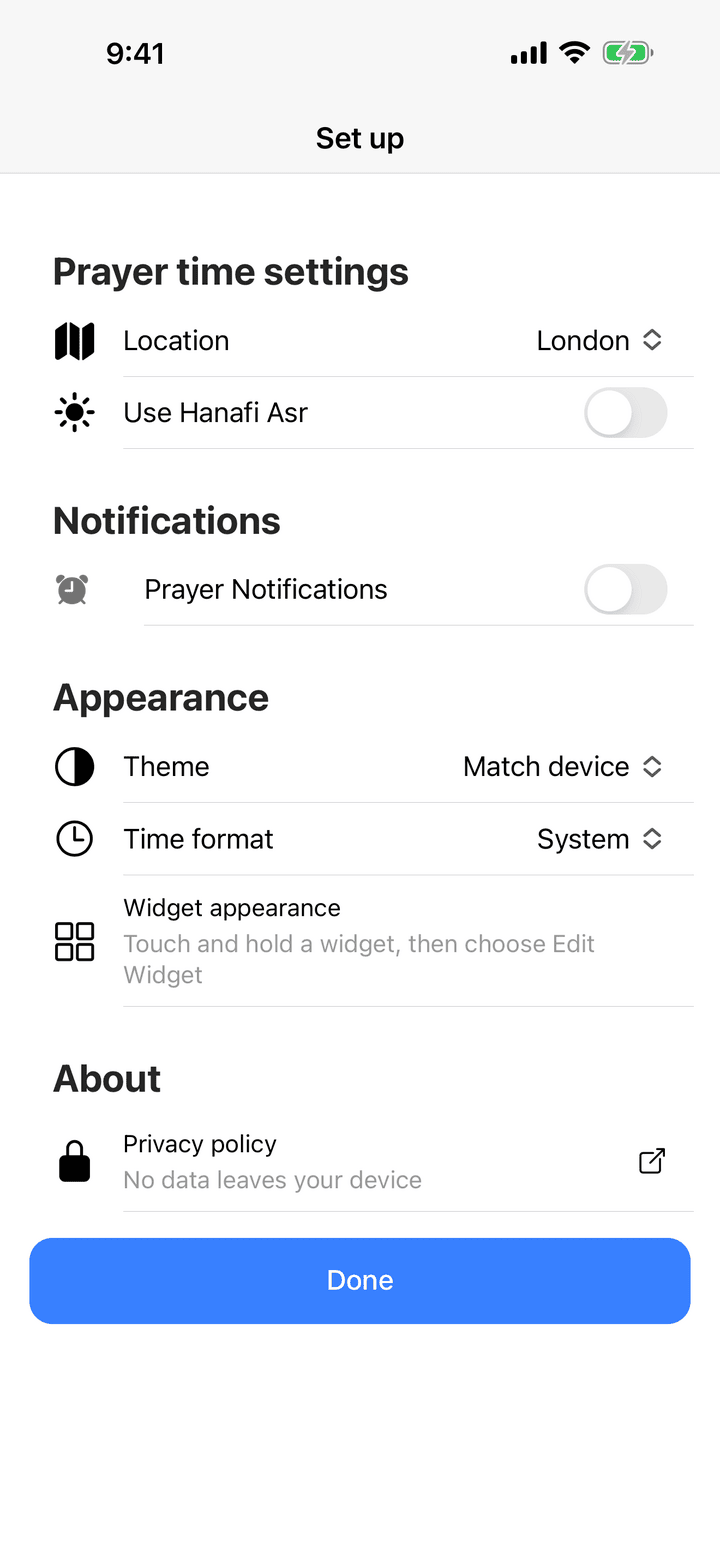 9:41
Set up
Prayer time settings
Location
London
Use Hanafi Asr
Notifications
Prayer Notifications
Appearance
Theme
Match device
Time format
System
Widget appearance
Touch and hold a widget, then choose Edit
Widget
About
Privacy policy
No data leaves your device
Done